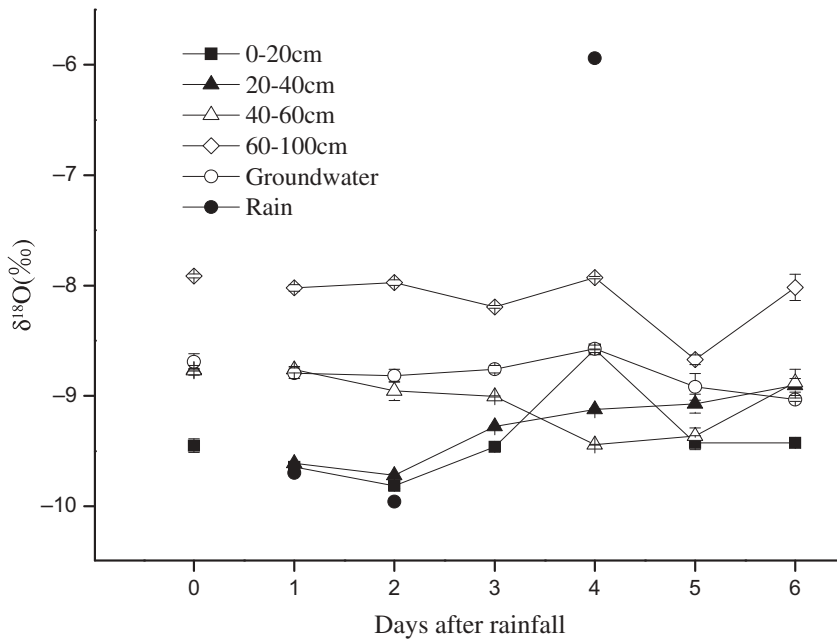 0-20cm
20-40cm
40-60cm
60-100cm
Groundwater
Rain
–6
–7
–8
–9
–10
δ¹⁸O(‰)
0 1 2 3 4 5 6
Days after rainfall